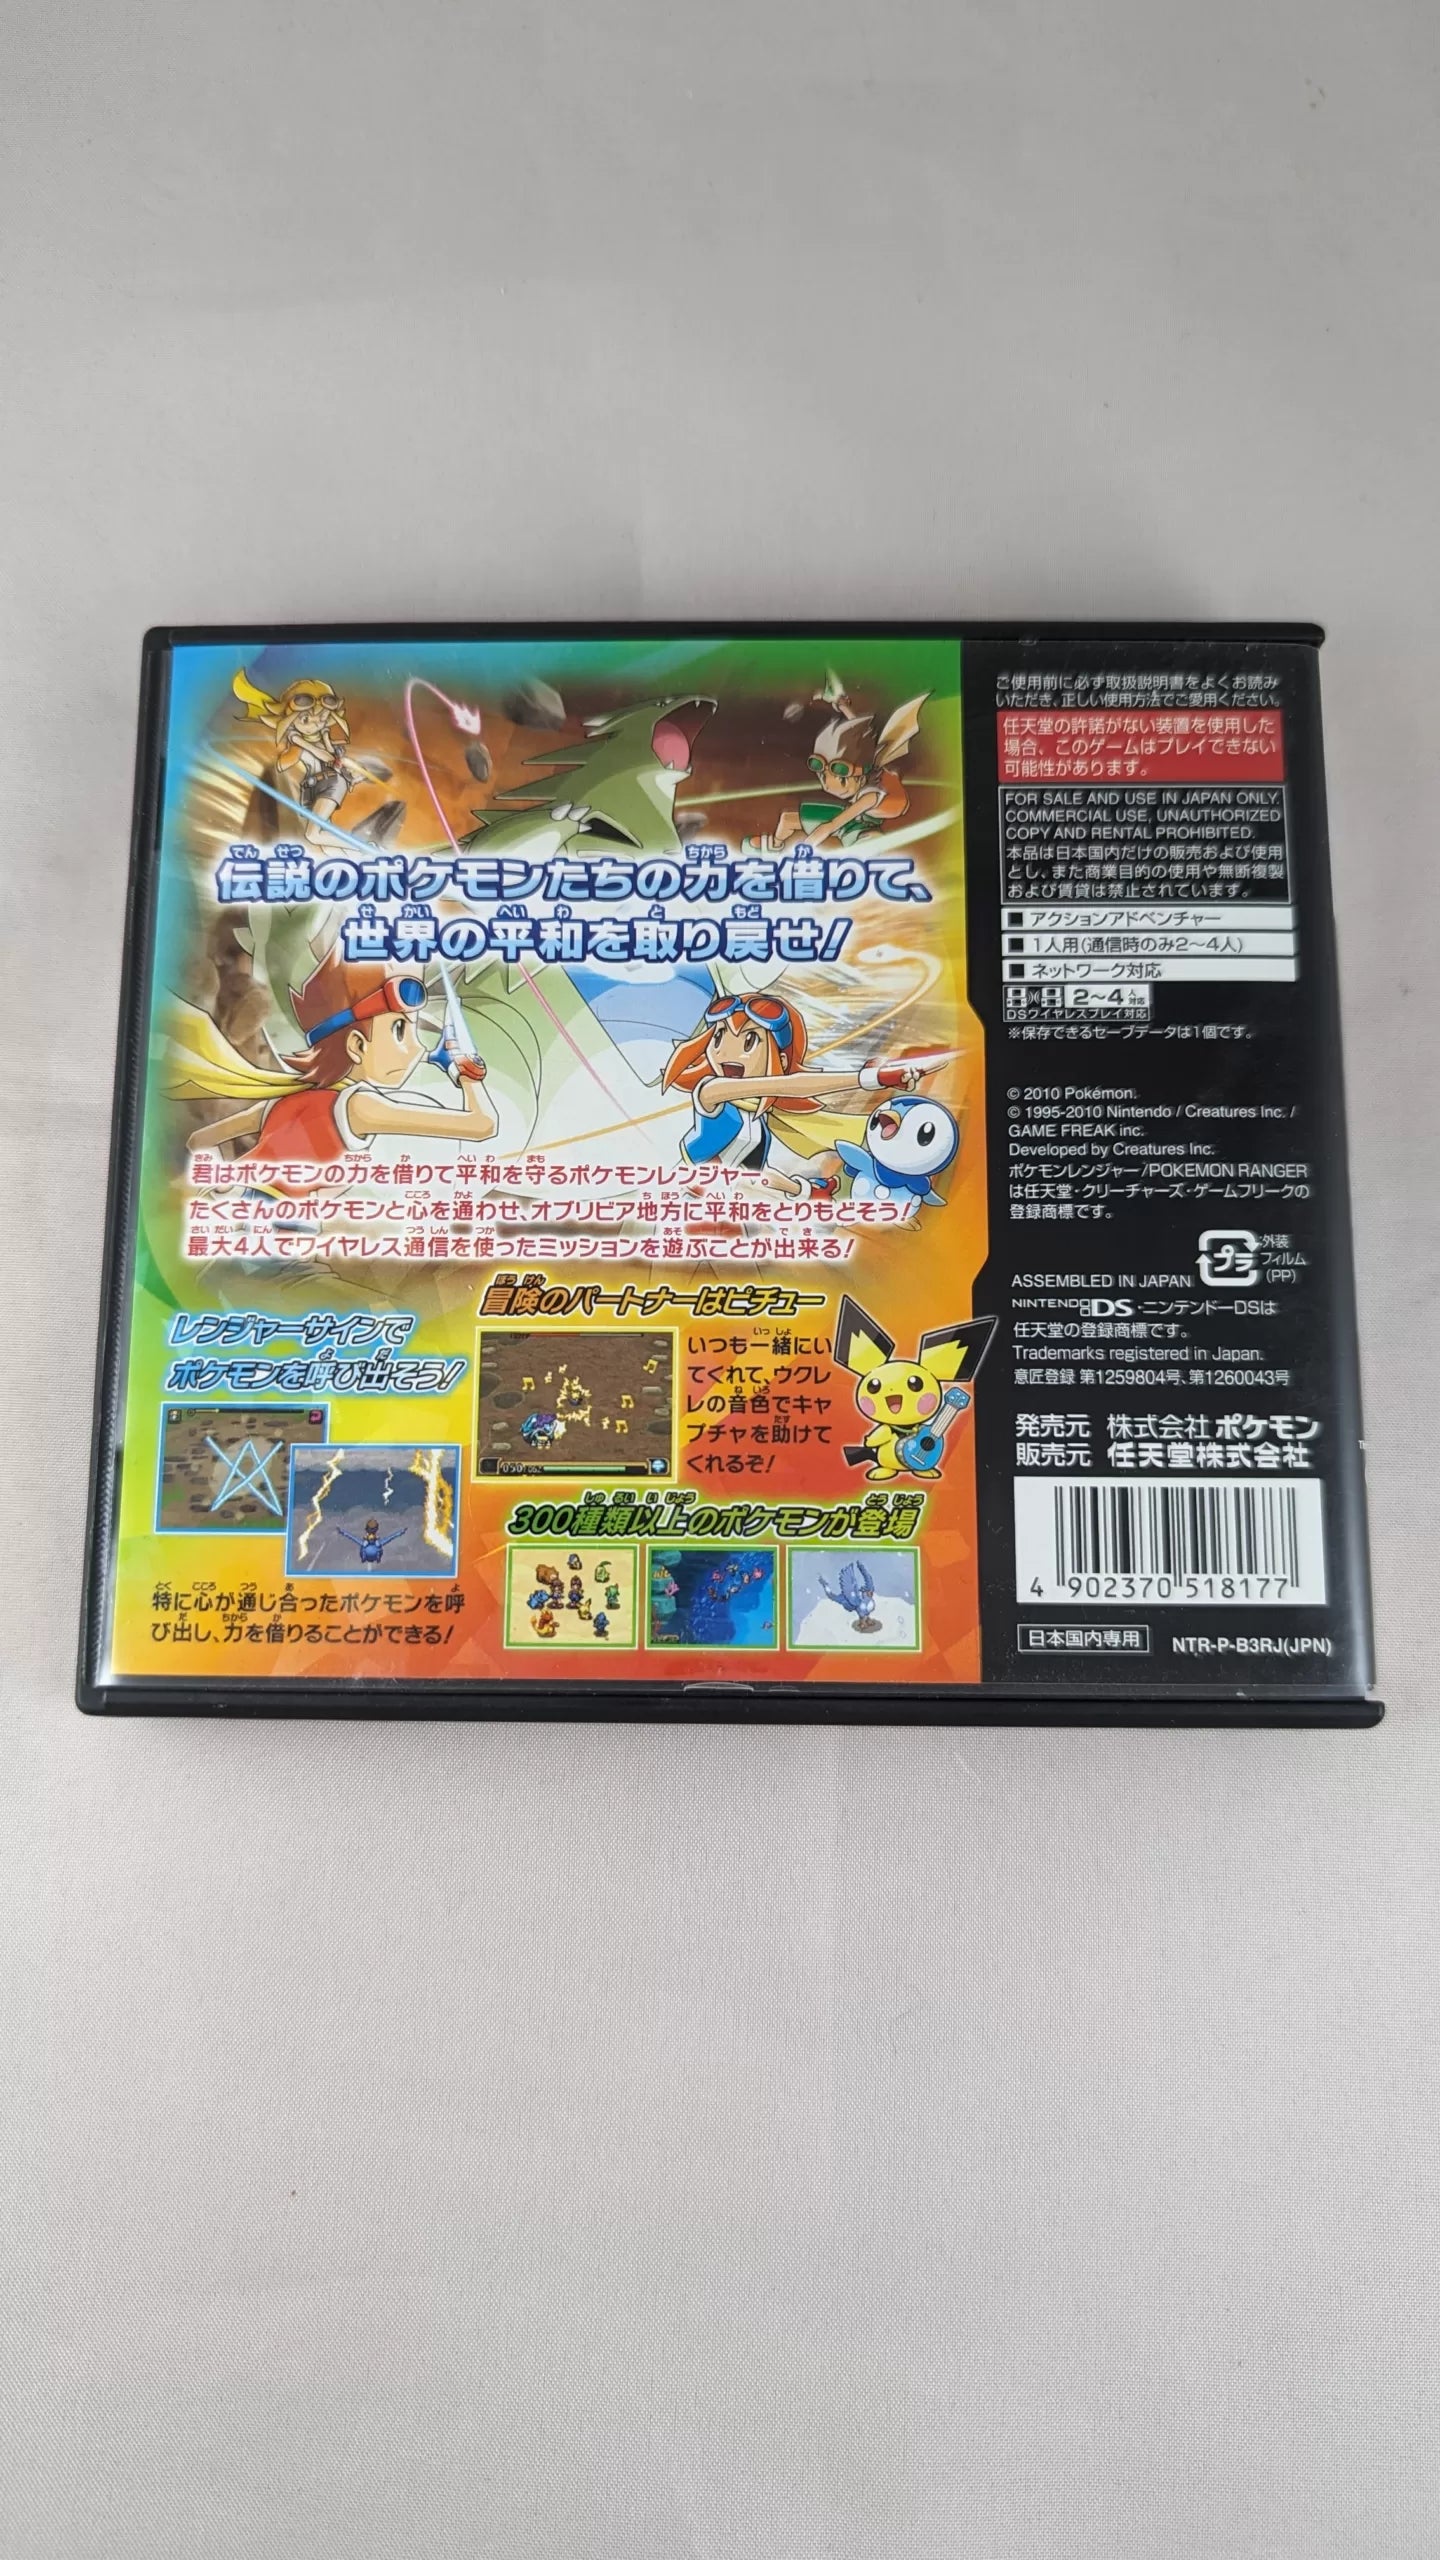 伝説のポケモンたちの力を借りて、
世界の平和を取り戻せ！
君はポケモンの力を借りて平和を守るポケモンレンジャー。
たくさんのポケモンと心を通わせ、オブリビア地方に平和をとりもどそう！
最大4人でワイヤレス通信を使ったミッションを遊ぶことが出来る！
レンジャーサインで
ポケモンを呼び出そう！
特に心が通じ合ったポケモンを呼
び出し、力を借りることができる！
冒険のパートナーはピチュー
いつも一緒にい
てくれて、ウクレ
レの音色でキャ
プチャを助けて
くれるぞ！
300種類以上のポケモンが登場
ご使用前に必ず取扱説明書をよくお読み
いただき、正しい使用方法でご愛用ください。
任天堂の許諾がない装置を使用した
場合、このゲームはプレイできない
可能性があります。
FOR SALE AND USE IN JAPAN ONLY.
COMMERCIAL USE, UNAUTHORIZED
COPY AND RENTAL PROHIBITED.
本品は日本国内だけの販売および使用
とし、また商業目的の使用や無断複製
および賃貸は禁止されています。
■ アクションアドベンチャー
■ 1人用(通信時のみ2〜4人)
■ ネットワーク対応
2〜4人対応
DSワイヤレスプレイ対応
※保存できるセーブデータは1個です。
© 2010 Pokémon.
© 1995-2010 Nintendo / Creatures Inc. /
GAME FREAK inc.
Developed by Creatures Inc.
ポケモンレンジャー/POKEMON RANGER
は任天堂・クリーチャーズ・ゲームフリークの
登録商標です。
プラ
外装
フィルム
(PP)
ASSEMBLED IN JAPAN
NINTENDO DS・ニンテンドーDSは
任天堂の登録商標です。
Trademarks registered in Japan.
意匠登録 第1259804号、第1260043号
発売元 株式会社ポケモン
販売元 任天堂株式会社
4 902370 518177
日本国内専用
NTR-P-B3RJ(JPN)